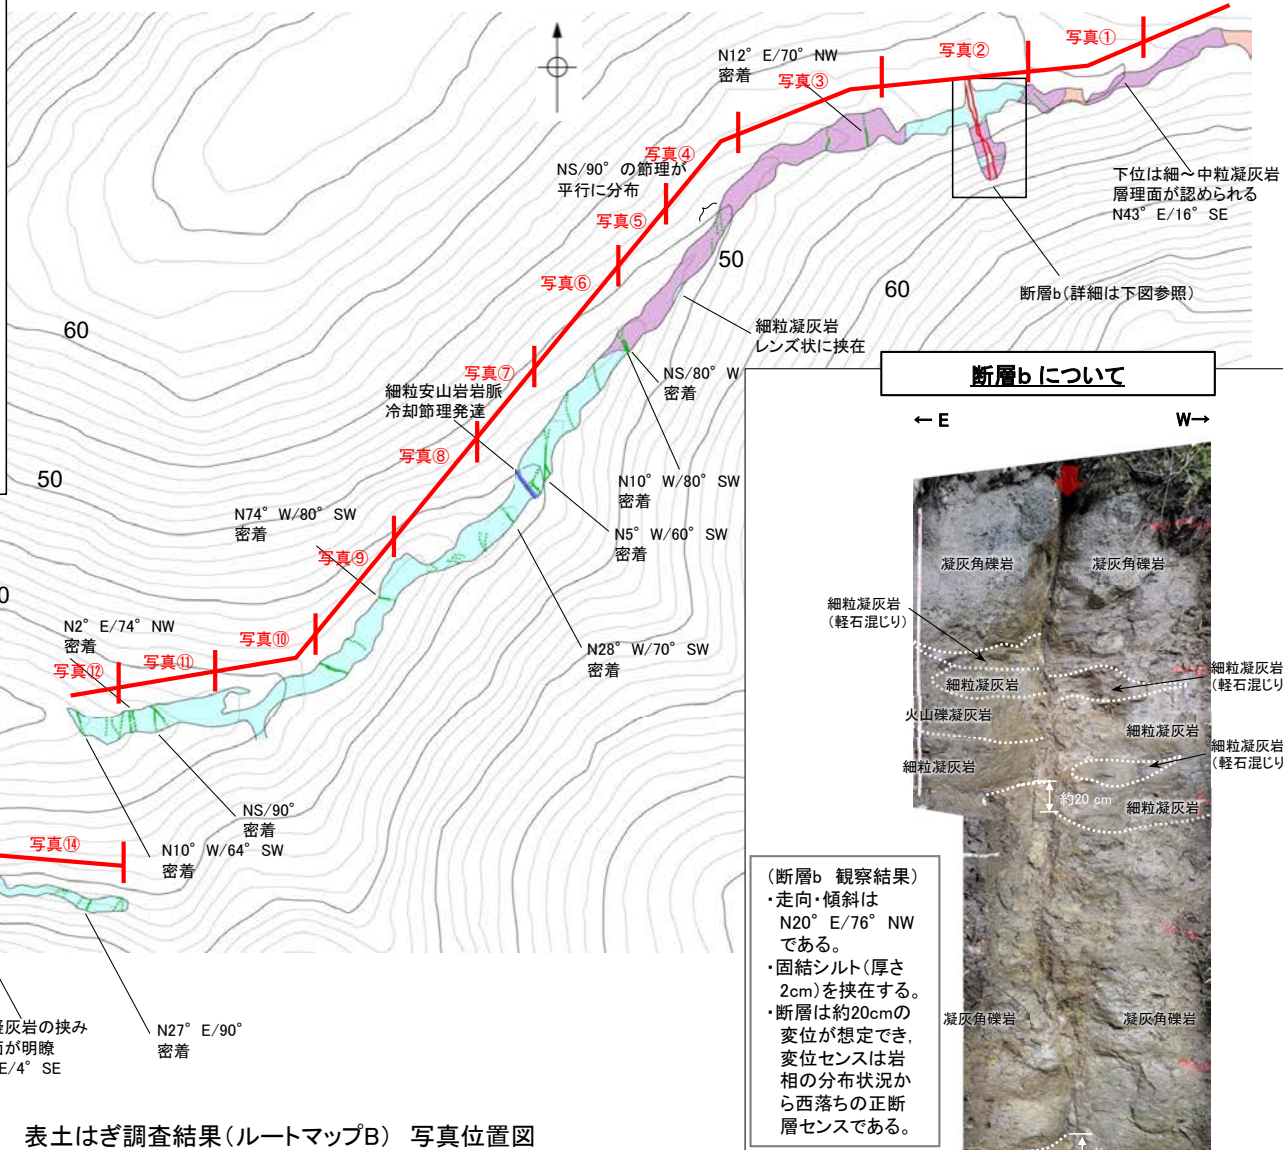 N12° E/70° NW
密着
写真③
写真②
写真①
写真④
NS/90° の節理が
平行に分布
写真⑤
写真⑥
下位は細～中粒凝灰岩
層理面が認められる
N43° E/16° SE
50
60
断層b（詳細は下図参照）
60
細粒凝灰岩
レンズ状に挟在
写真⑦
細粒安山岩岩脈
冷却節理発達
NS/80° W
密着
写真⑧
50
N10° W/80° SW
密着
N74° W/80° SW
密着
N5° W/60° SW
密着
写真⑨
0
N2° E/74° NW
密着
写真⑩
写真⑪
写真⑫
N28° W/70° SW
密着
NS/90°
密着
写真⑭
N10° W/64° SW
密着
凝灰岩の挟み
面が明瞭
E/4° SE
N27° E/90°
密着
表土はぎ調査結果（ルートマップB） 写真位置図
断層b について
← E
W→
凝灰角礫岩
凝灰角礫岩
細粒凝灰岩
（軽石混じり）
細粒凝灰岩
細粒凝灰岩
（軽石混じり
火山礫凝灰岩
細粒凝灰岩
細粒凝灰岩
細粒凝灰岩
（軽石混じり
約20 cm
細粒凝灰岩
（断層b 観察結果）
・走向・傾斜は
N20° E/76° NW
である。
・固結シルト（厚さ
2cm）を挟在する。
・断層は約20cmの
変位が想定でき，
変位センスは岩
相の分布状況か
ら西落ちの正断
層センスである。
凝灰角礫岩
凝灰角礫岩